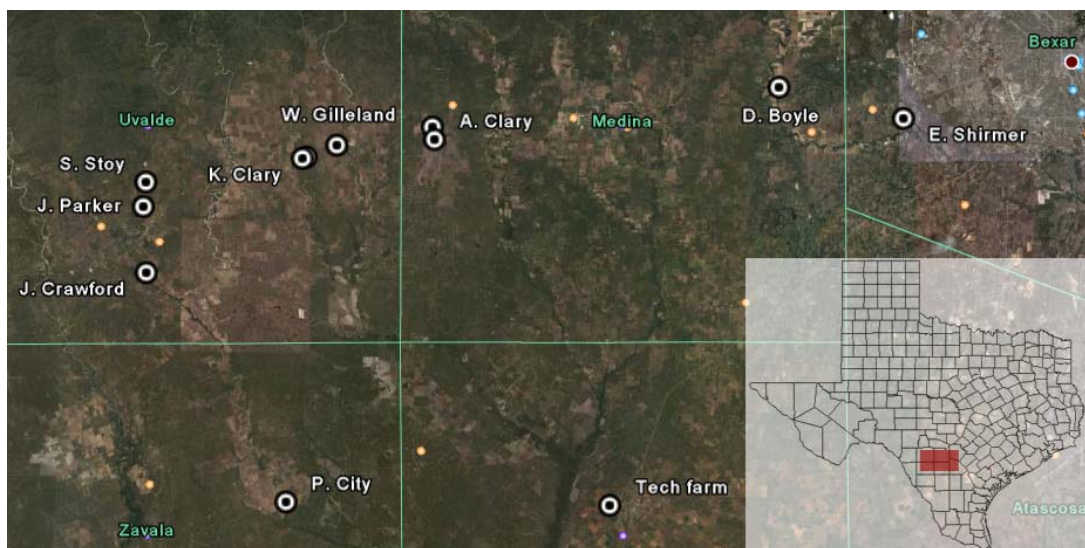 Bexar
Uvalde
W. Gilleland
A. Clary
Medina
D. Boyle
E. Shirmer
S. Stoy
K. Clary
J. Parker
J. Crawford
P. City
Tech farm
Zavala
Atascosa